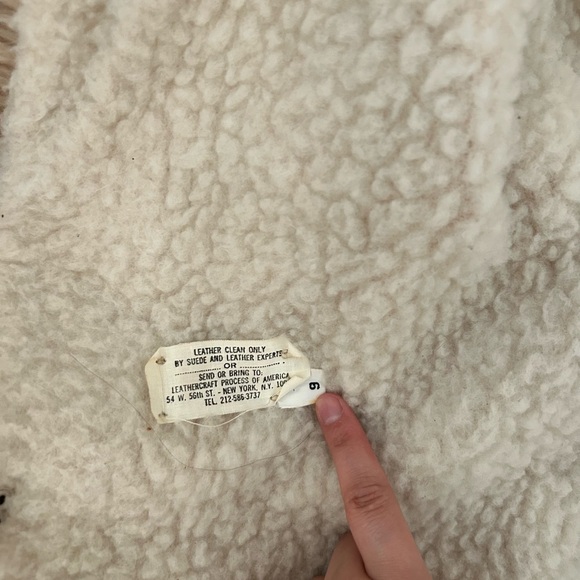 LEATHER CLEAN ONLY
BY SUEDE AND LEATHER EXPERTS
OR
SEND OR BRING TO:
LEATHERCRAFT PROCESS OF AMERICA
54 W. 56th ST. - NEW YORK, N.Y.
TEL. 212-586-3737